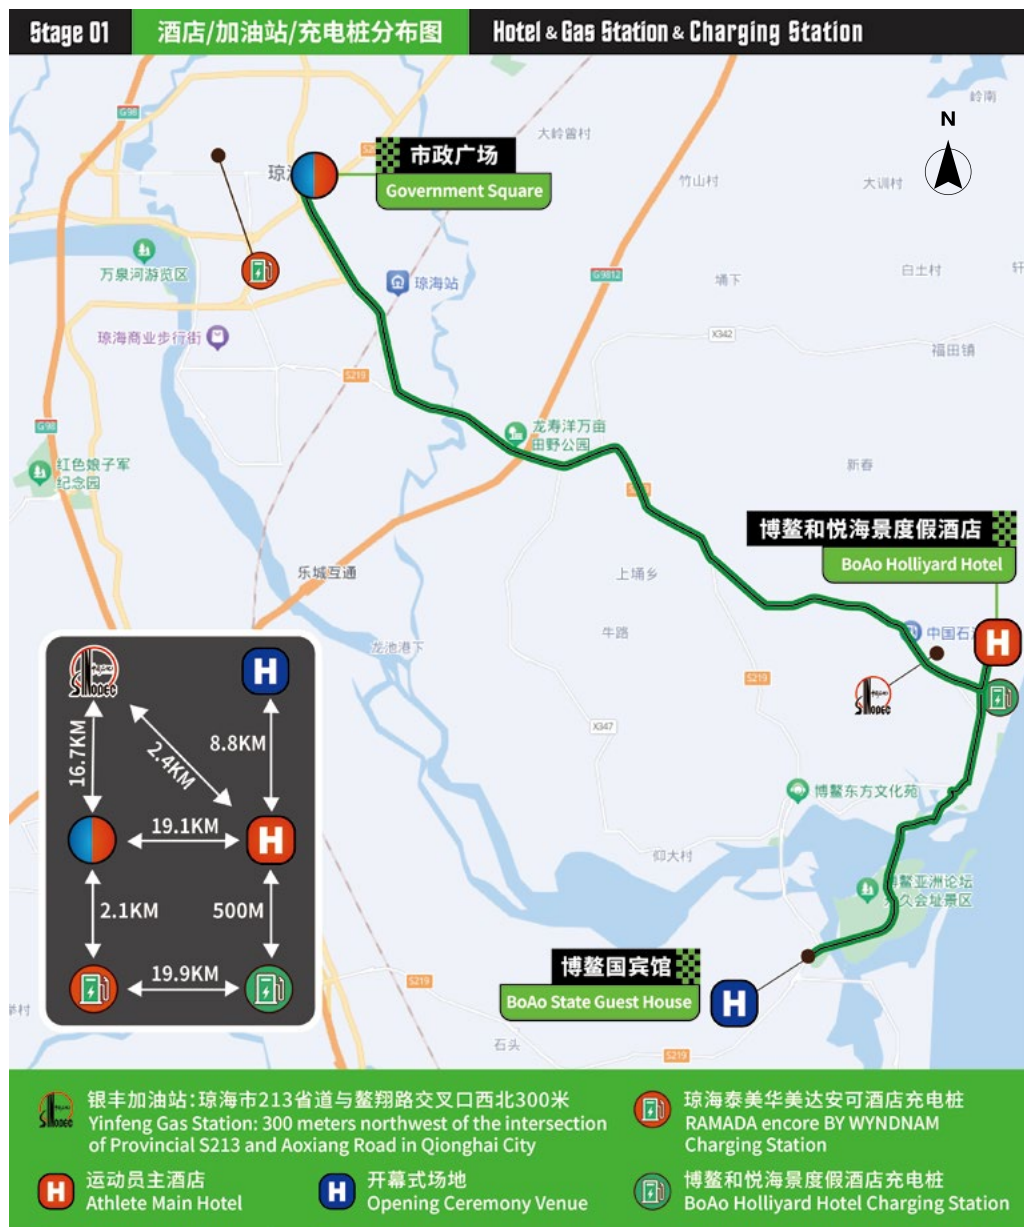 Stage 01
酒店/加油站/充电桩分布图
Hotel & Gas Station & Charging Station
岭南
N
G98
大岭曾村
市政广场
Government Square
竹山村
大训村
万泉河游览区
琼海站
G9812
埇下
白土村
轩
琼海商业步行街
X342
福田镇
S219
G98
龙寿洋万亩
田野公园
红色娘子军
纪念园
新春
博鳌和悦海景度假酒店
BoAo Holliyard Hotel
乐城互通
上埇乡
牛路
中国石
龙池港下
S219
SINOPEC
X347
博鳌东方文化苑
仰大村
博鳌亚洲论坛
永久会址景区
博鳌国宾馆
BoAo State Guest House
S219
石头
S219
SINOPEC
16.7KM
2.4KM
8.8KM
H
19.1KM
H
2.1KM
500M
19.9KM
H
H
银丰加油站：琼海市213省道与鳌翔路交叉口西北300米
Yinfeng Gas Station: 300 meters northwest of the intersection
of Provincial S213 and Aoxiang Road in Qionghai City
琼海泰美华美达安可酒店充电桩
RAMADA encore BY WYNDNAM
Charging Station
H
运动员主酒店
Athlete Main Hotel
H
开幕式场地
Opening Ceremony Venue
博鳌和悦海景度假酒店充电桩
BoAo Holliyard Hotel Charging Station